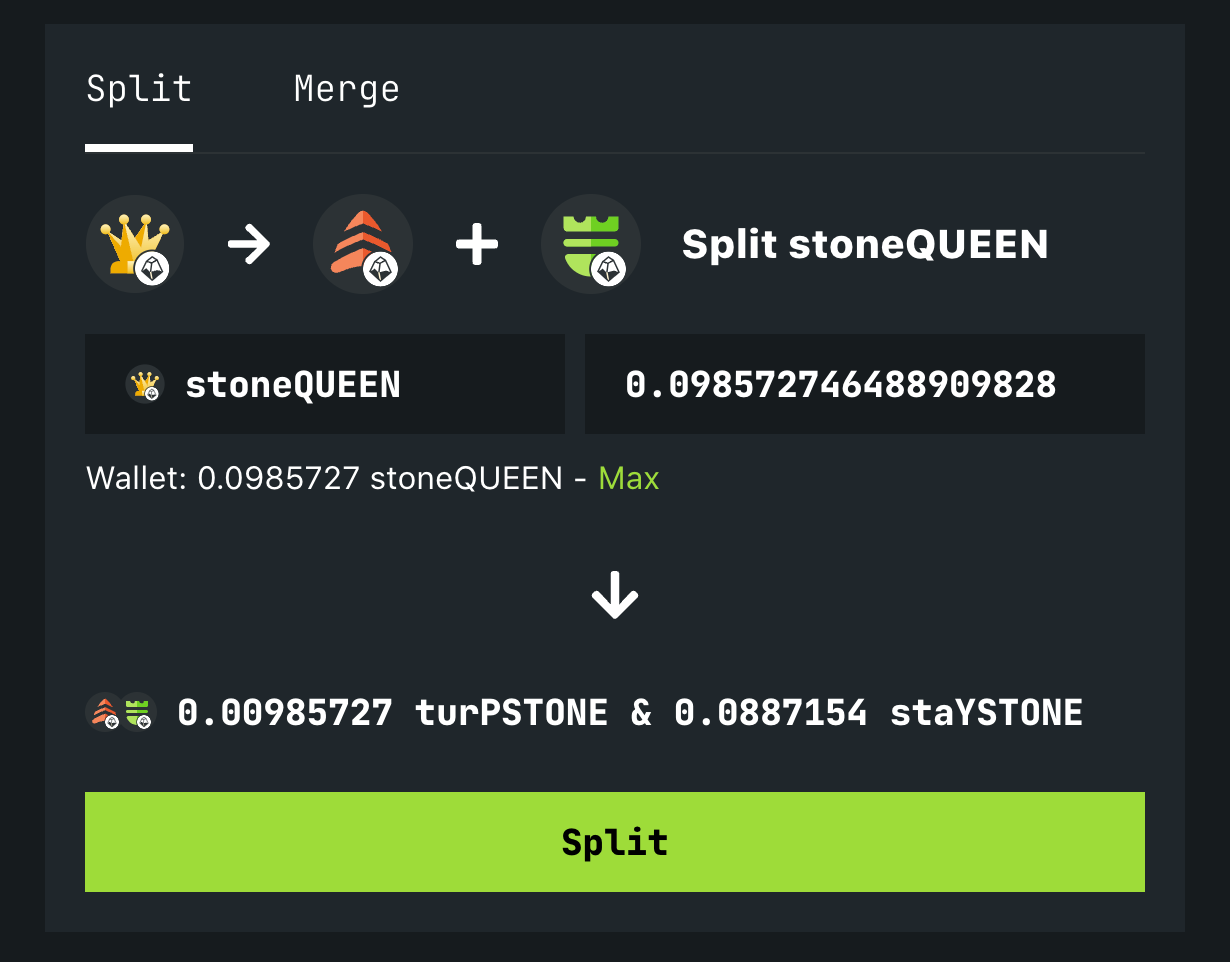 Split Merge
Split stoneQUEEN
stoneQUEEN 0.098572746488909828
Wallet: 0.0985727 stoneQUEEN - Max
0.00985727 turPSTONE & 0.0887154 staYSTONE
Split